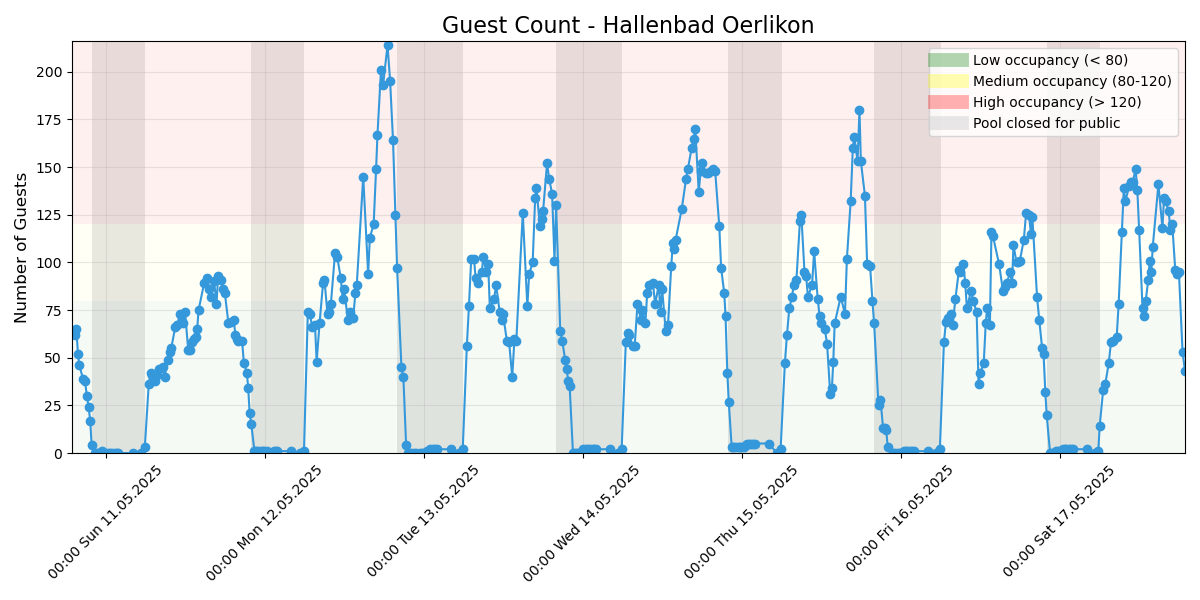 Guest Count - Hallenbad Oerlikon
Number of Guests
200
175
150
125
100
75
50
25
0
Low occupancy (< 80)
Medium occupancy (80-120)
High occupancy (> 120)
Pool closed for public
00:00 Sun 11.05.2025
00:00 Mon 12.05.2025
00:00 Tue 13.05.2025
00:00 Wed 14.05.2025
00:00 Thu 15.05.2025
00:00 Fri 16.05.2025
00:00 Sat 17.05.2025